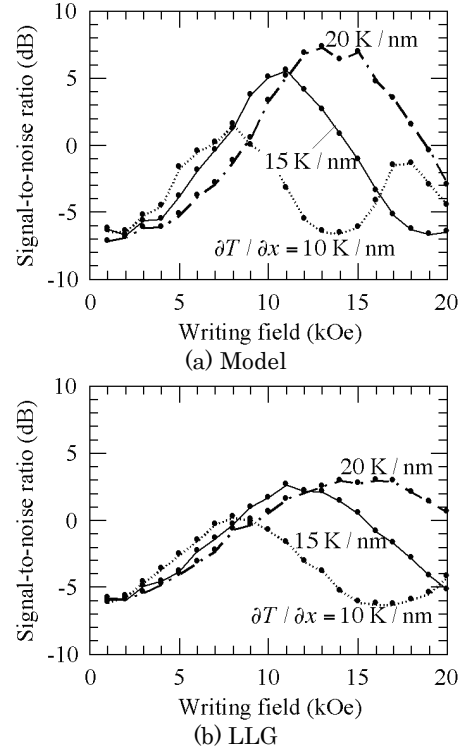 10
5
0
-5
-10
Signal-to-noise ratio (dB)
20 K / nm
15 K / nm
∂T / ∂x = 10 K / nm
0 5 10 15 20
Writing field (kOe)
(a) Model
10
5
0
-5
-10
Signal-to-noise ratio (dB)
20 K / nm
15 K / nm
∂T / ∂x = 10 K / nm
0 5 10 15 20
Writing field (kOe)
(b) LLG